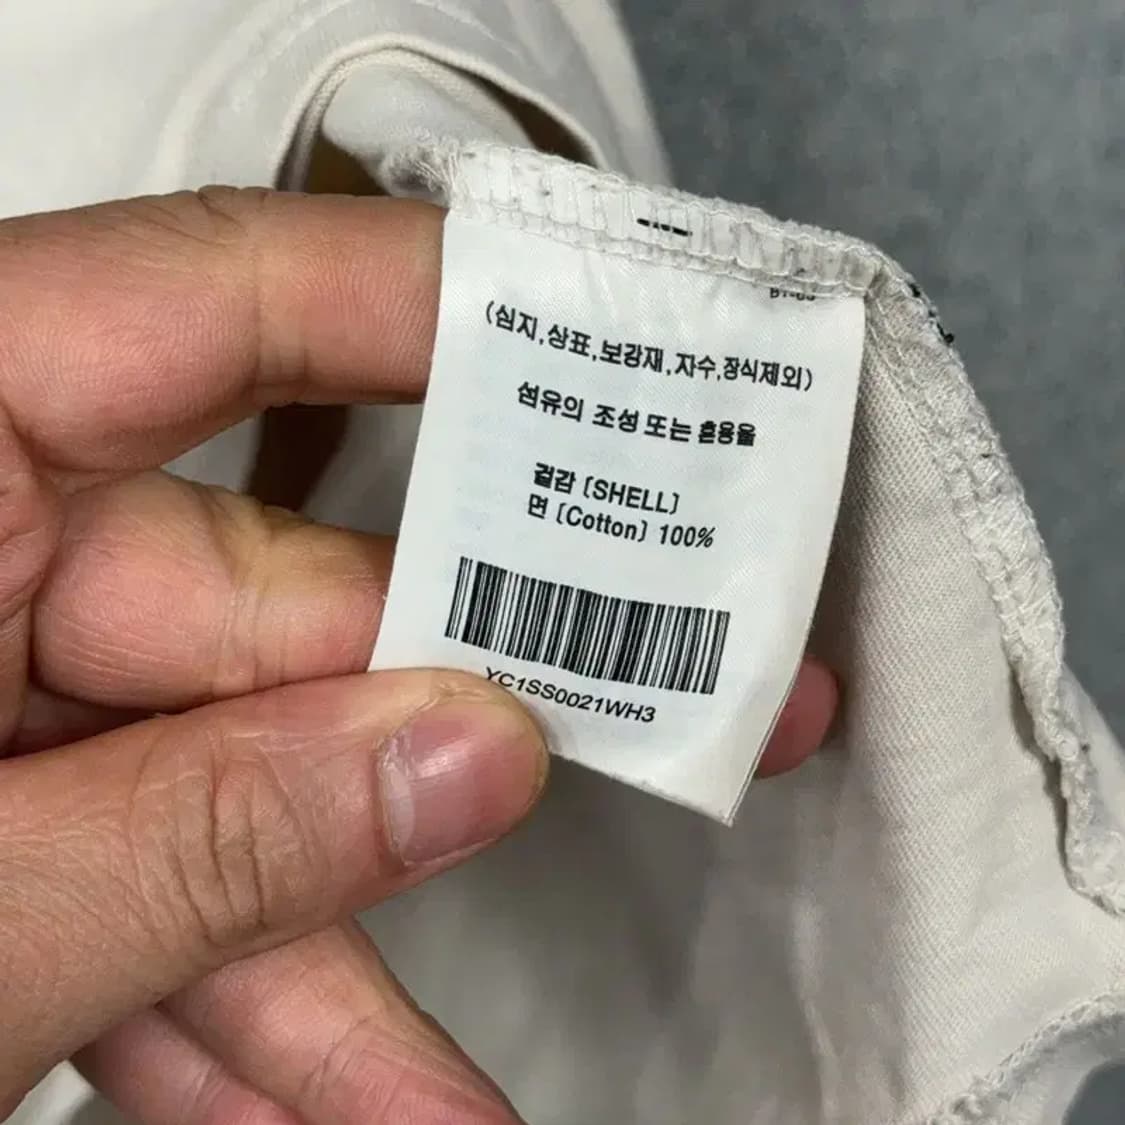 (심지,상표,보강재,자수,장식제외)
섬유의 조성 또는 혼용율
겉감 [SHELL]
면 [Cotton] 100%
YC1SS0021WH3